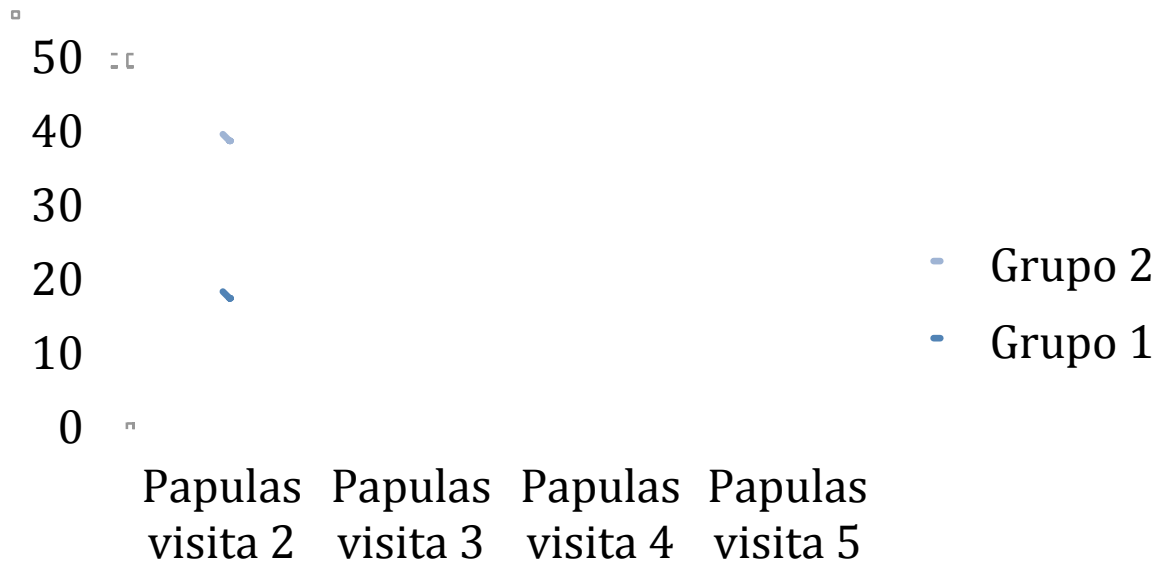 50
40
30
20
10
0
Papulas visita 2
Papulas visita 3
Papulas visita 4
Papulas visita 5
Grupo 2
Grupo 1